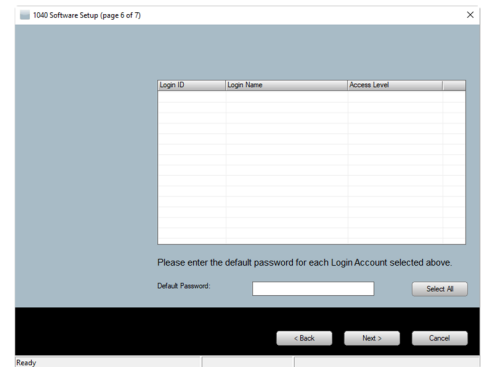 1040 Software Setup (page 6 of 7)
Login ID Login Name Access Level
Please enter the default password for each Login Account selected above.
Default Password: Select All
< Back Next > Cancel
Ready